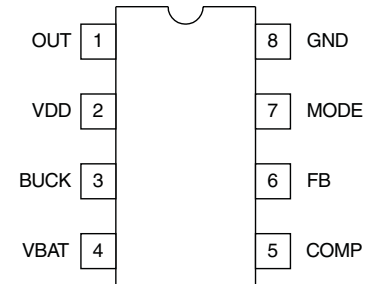 OUT 1 8 GND
VDD 2 7 MODE
BUCK 3 6 FB
VBAT 4 5 COMP